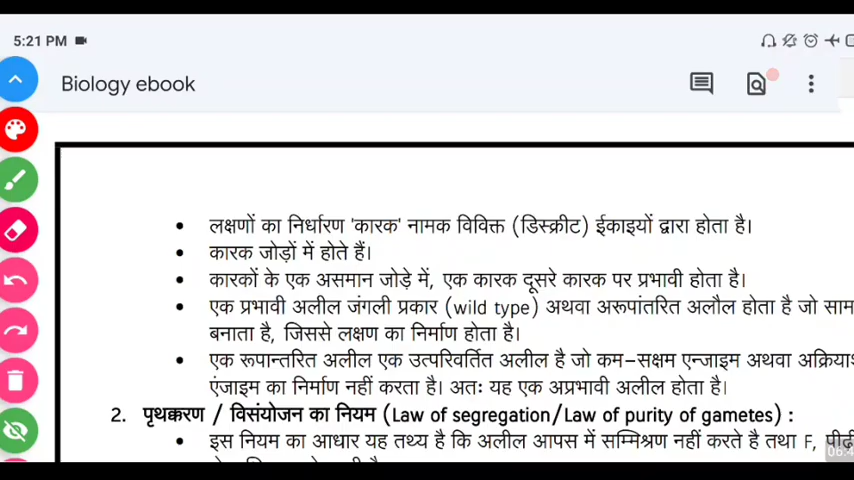 5:21 PM
Biology ebook
• लक्षणों का निर्धारण 'कारक' नामक विविक्त (डिस्क्रीट) ईकाइयों द्वारा होता है।
• कारक जोड़ों में होते हैं।
• कारकों के एक असमान जोड़े में, एक कारक दूसरे कारक पर प्रभावी होता है।
• एक प्रभावी अलील जंगली प्रकार (wild type) अथवा अरूपांतरित अलौल होता है जो
बनाता है, जिससे लक्षण का निर्माण होता है।
• एक रूपान्तरित अलील एक उत्परिवर्तित अलील है जो कम-सक्षम एन्जाइम अथवा
एंजाइम का निर्माण नहीं करता है। अतः यह एक अप्रभावी अलील होता है।
2. पृथक्करण / विसंयोजन का नियम (Law of segregation/Law of purity of gametes) :
• इस नियम का आधार यह तथ्य है कि अलील आपस में सम्मिश्रण नहीं करते है तथा F,